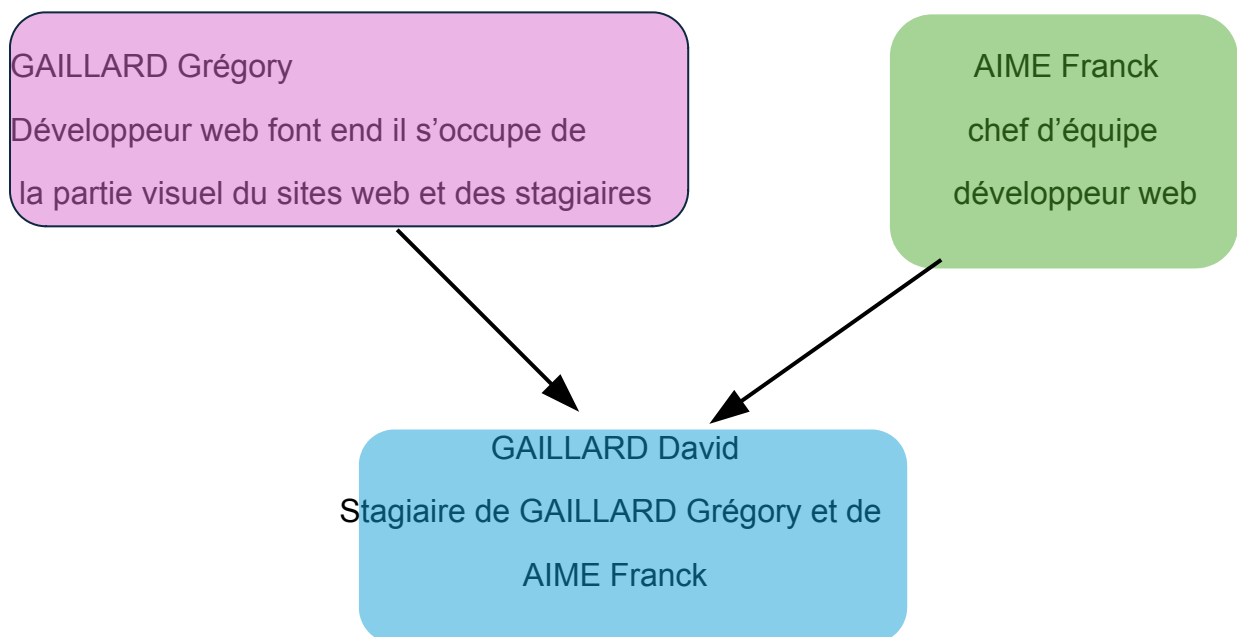 GAILLARD Grégory
Développeur web font end il s’occupe de
la partie visuel du sites web et des stagiaires
AIME Franck
chef d’équipe
développeur web
GAILLARD David
Stagiaire de GAILLARD Grégory et de
AIME Franck